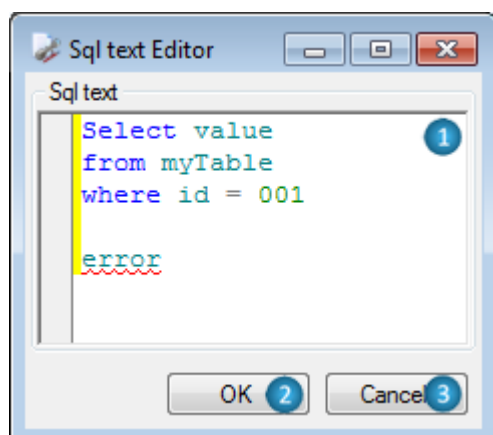 Sql text Editor
Sql text
Select value 1
from myTable
where id = 001
error
OK 2 Cancel 3